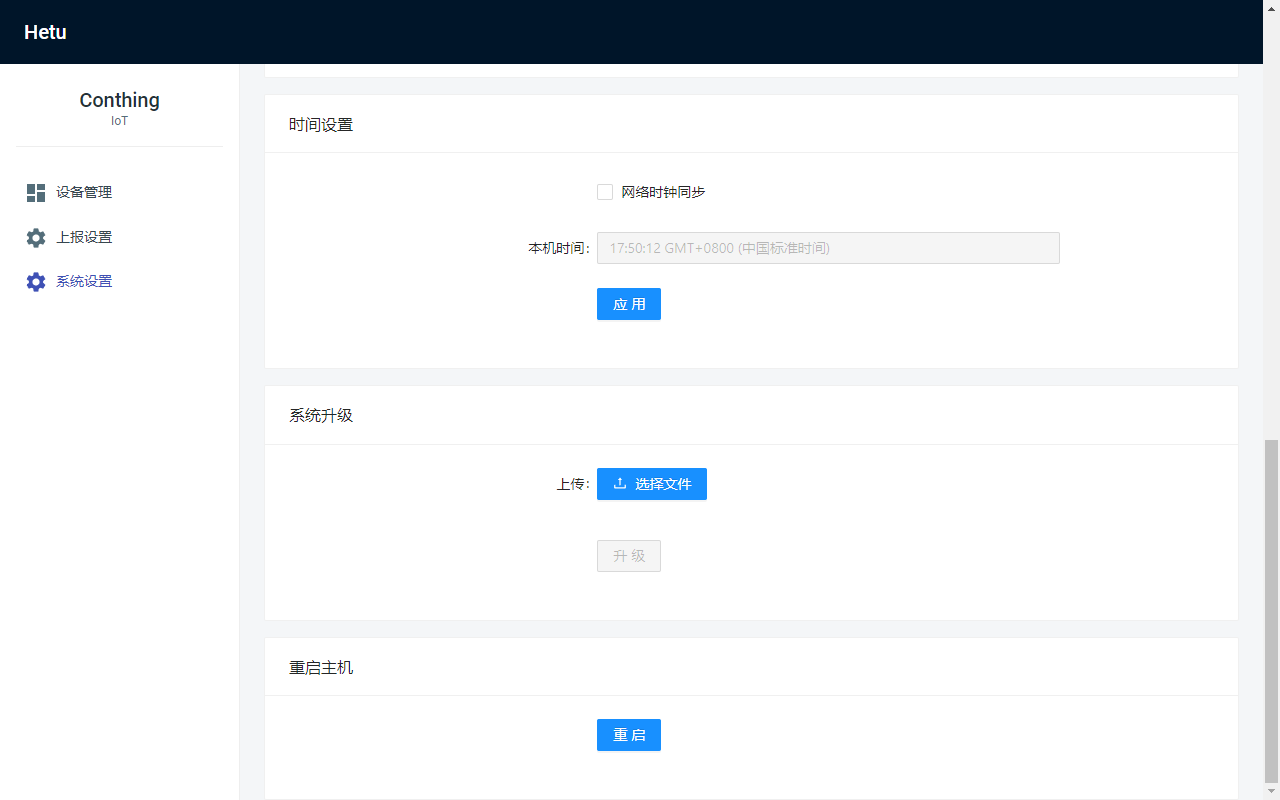 Hetu
Conthing
IoT
设备管理
上报设置
系统设置
时间设置
网络时钟同步
本机时间: 17:50:12 GMT+0800 (中国标准时间)
应 用
系统升级
上传: 选择文件
升 级
重启主机
重 启